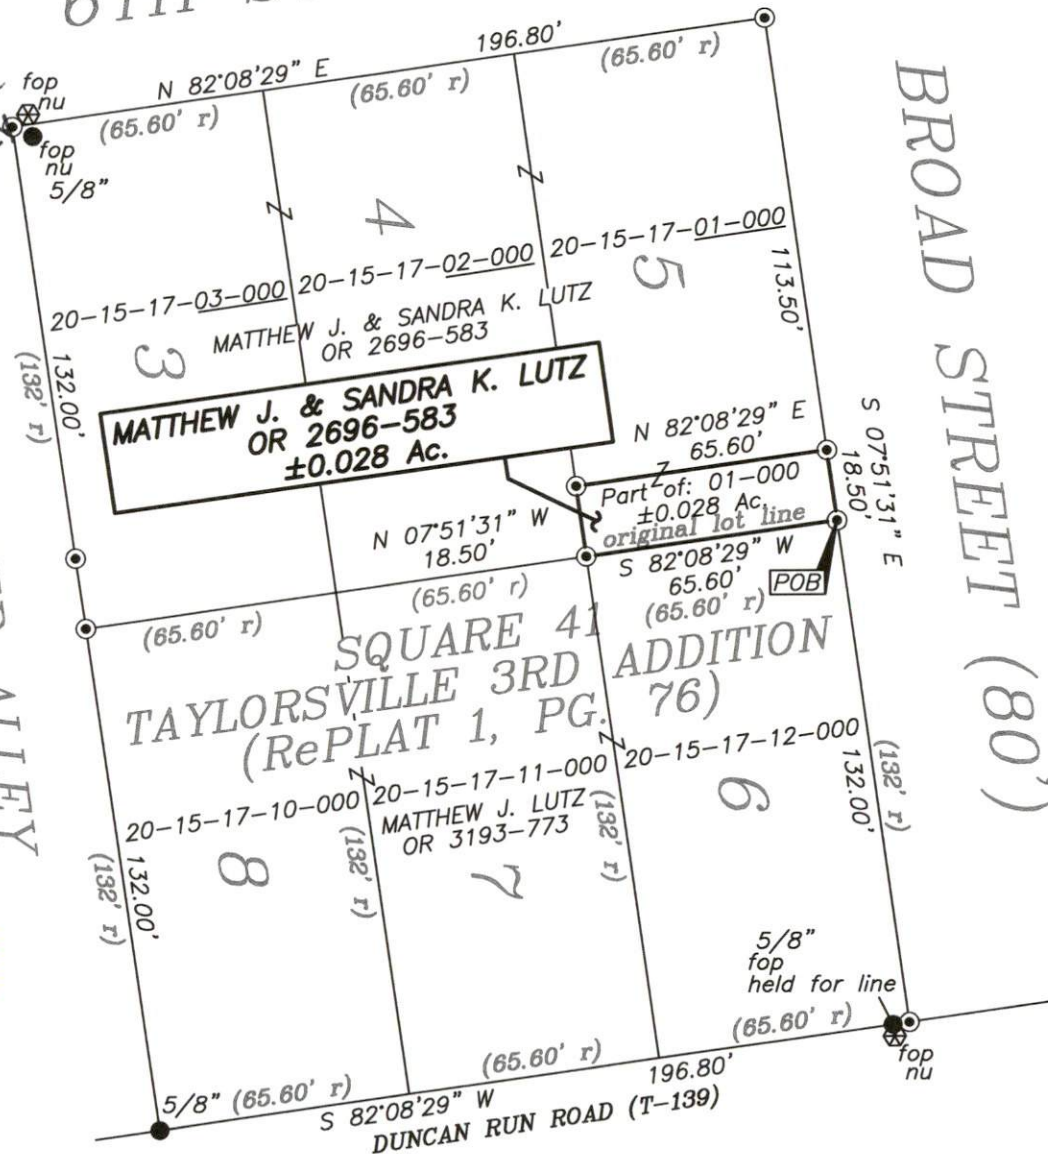 196.80'
N 82°08'29" E
(65.60' r)
(65.60' r)
(65.60' r)
fop
nu
fop
nu
5/8"
BROAD STREET (80')
4
5
3
20-15-17-03-000
20-15-17-02-000
20-15-17-01-000
113.50'
MATTHEW J. & SANDRA K. LUTZ
OR 2696-583
(132' r)
132.00'
MATTHEW J. & SANDRA K. LUTZ
OR 2696-583
±0.028 Ac.
N 82°08'29" E
65.60'
S 07°51'31" E
18.50'
Part of: 01-000
±0.028 Ac.
original lot line
N 07°51'31" W
18.50'
S 82°08'29" W
65.60'
POB
(65.60' r)
(65.60' r)
(65.60' r)
SQUARE 41
TAYLORSVILLE 3RD ADDITION
(RePLAT 1, PG. 76)
ALLEY
20-15-17-10-000
20-15-17-11-000
20-15-17-12-000
MATTHEW J. LUTZ
OR 3193-773
8
7
6
(132' r)
132.00'
(132' r)
(132' r)
132.00'
(132' r)
5/8"
fop
held for line
fop
nu
5/8"
(65.60' r)
(65.60' r)
(65.60' r)
S 82°08'29" W
196.80'
DUNCAN RUN ROAD (T-139)